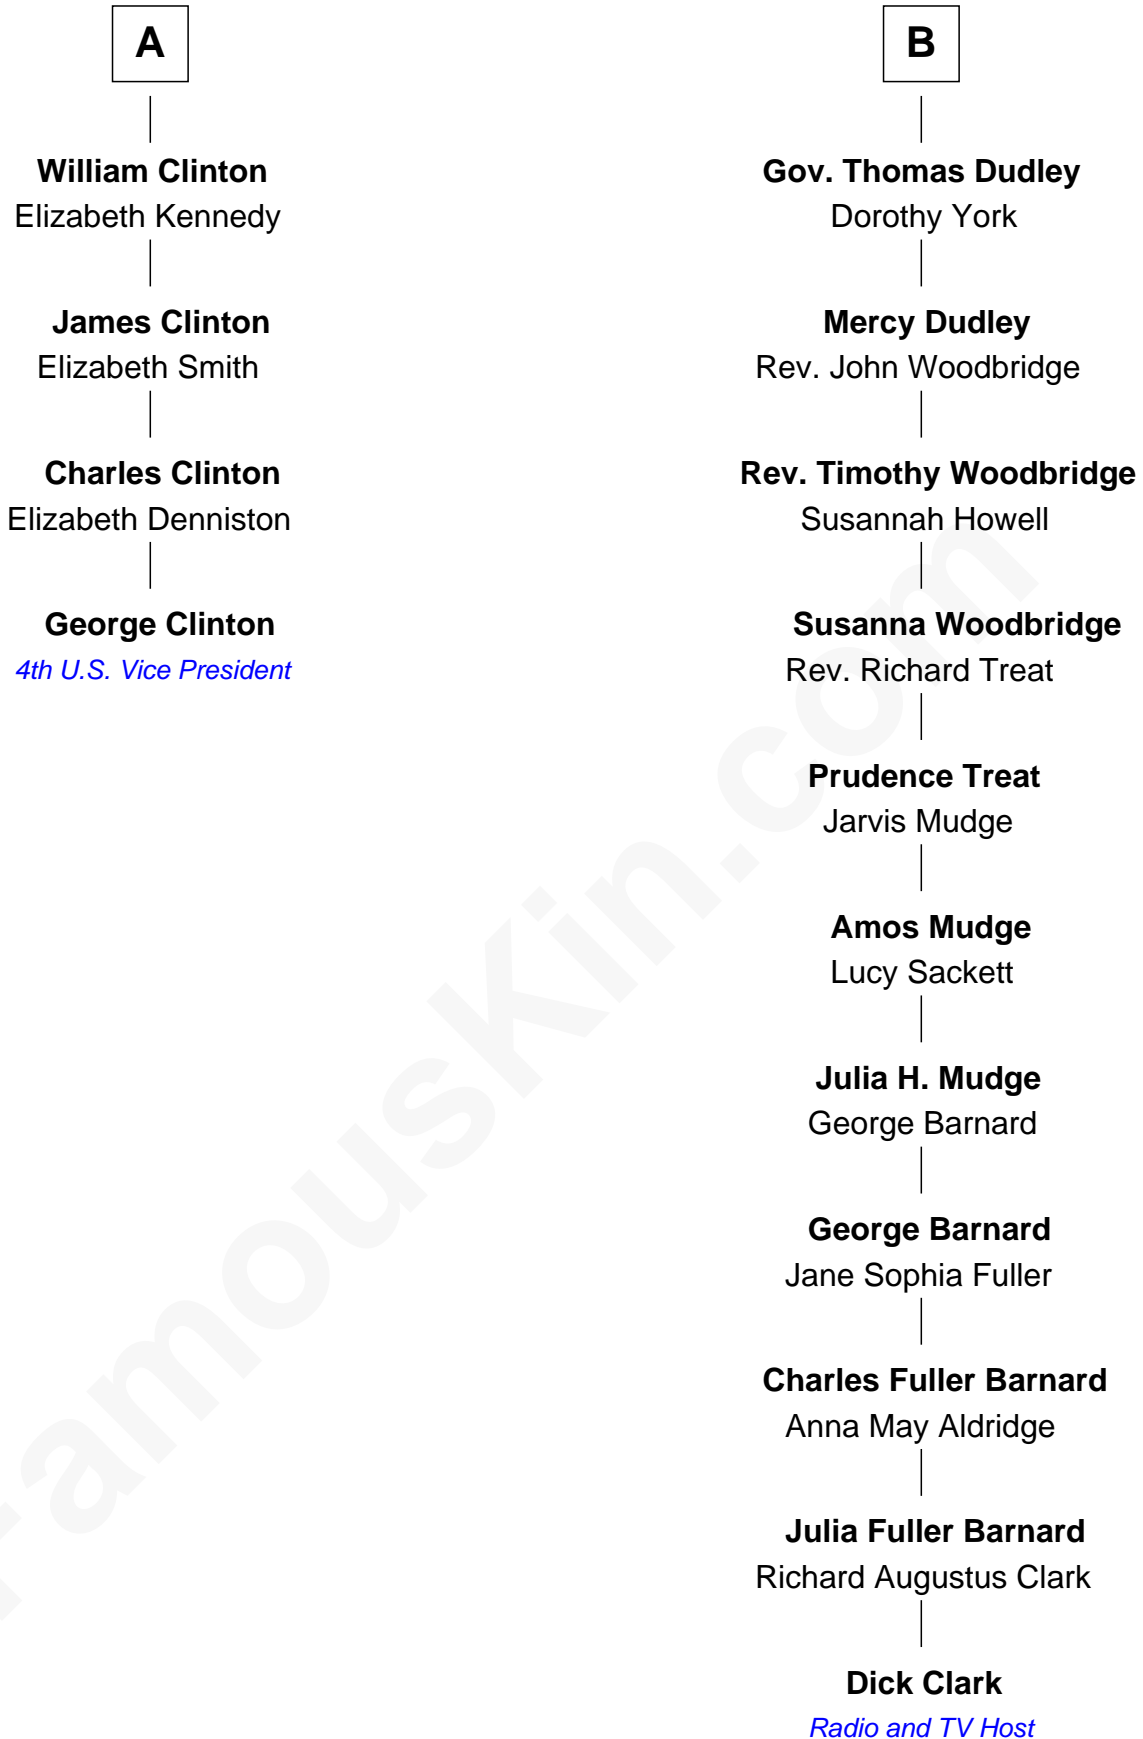 A
William Clinton
Elizabeth Kennedy
James Clinton
Elizabeth Smith
Charles Clinton
Elizabeth Denniston
George Clinton
4th U.S. Vice President
B
Gov. Thomas Dudley
Dorothy York
Mercy Dudley
Rev. John Woodbridge
Rev. Timothy Woodbridge
Susannah Howell
Susanna Woodbridge
Rev. Richard Treat
Prudence Treat
Jarvis Mudge
Amos Mudge
Lucy Sackett
Julia H. Mudge
George Barnard
George Barnard
Jane Sophia Fuller
Charles Fuller Barnard
Anna May Aldridge
Julia Fuller Barnard
Richard Augustus Clark
Dick Clark
Radio and TV Host
FamousKin.com